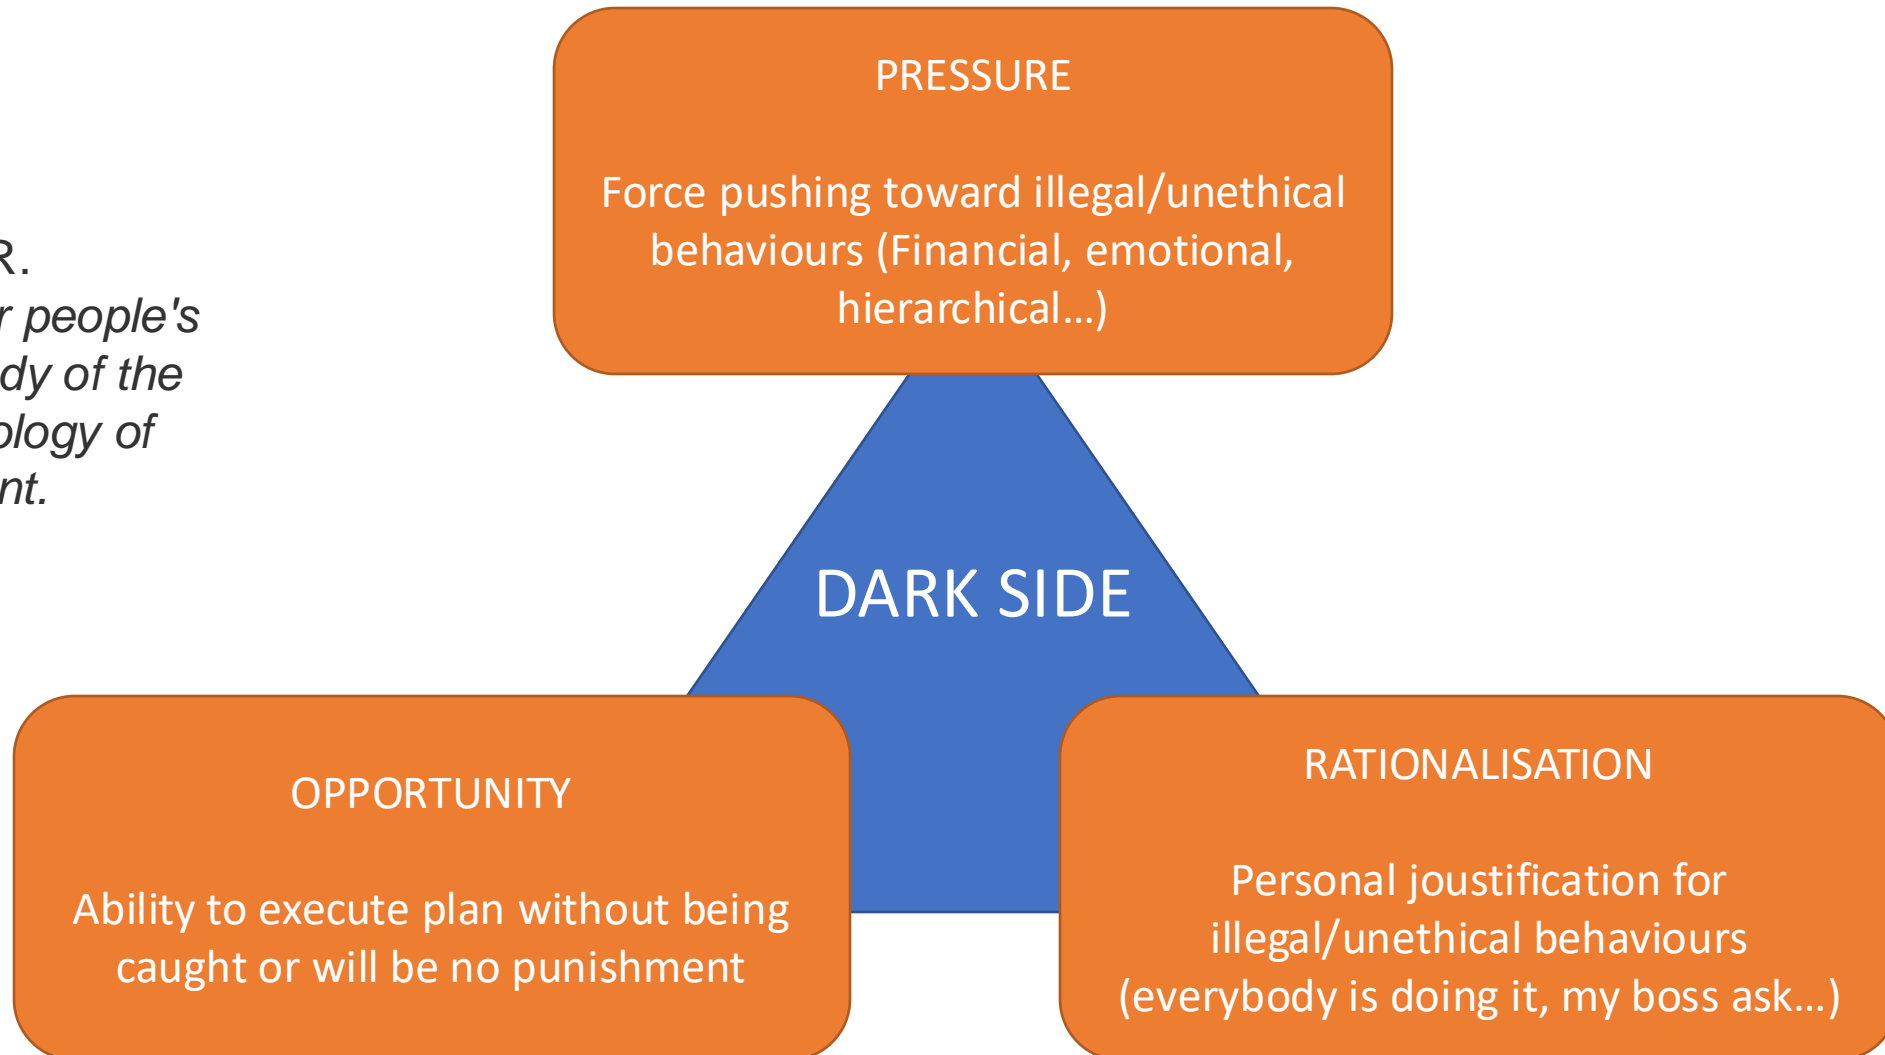 R.
r people's
dy of the
ology of
nt.
PRESSURE
Force pushing toward illegal/unethical
behaviours (Financial, emotional,
hierarchical...)
DARK SIDE
OPPORTUNITY
Ability to execute plan without being
caught or will be no punishment
RATIONALISATION
Personal joustification for
illegal/unethical behaviours
(everybody is doing it, my boss ask...)